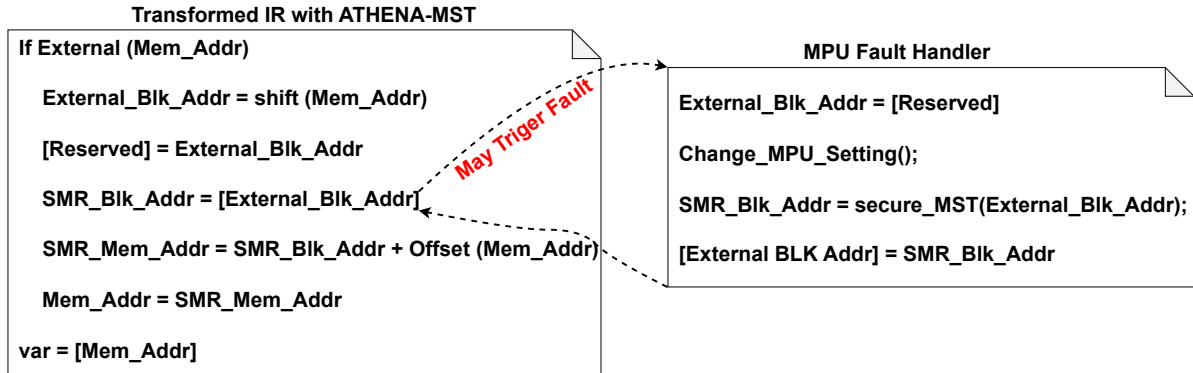 Transformed IR with ATHENA-MST
If External (Mem_Addr)
External_Blk_Addr = shift (Mem_Addr)
[Reserved] = External_Blk_Addr
SMR_Blk_Addr = [External_Blk_Addr]
SMR_Mem_Addr = SMR_Blk_Addr + Offset (Mem_Addr)
Mem_Addr = SMR_Mem_Addr
var = [Mem_Addr]
May Triger Fault
MPU Fault Handler
External_Blk_Addr = [Reserved]
Change_MPU_Setting();
SMR_Blk_Addr = secure_MST(External_Blk_Addr);
[External BLK Addr] = SMR_Blk_Addr